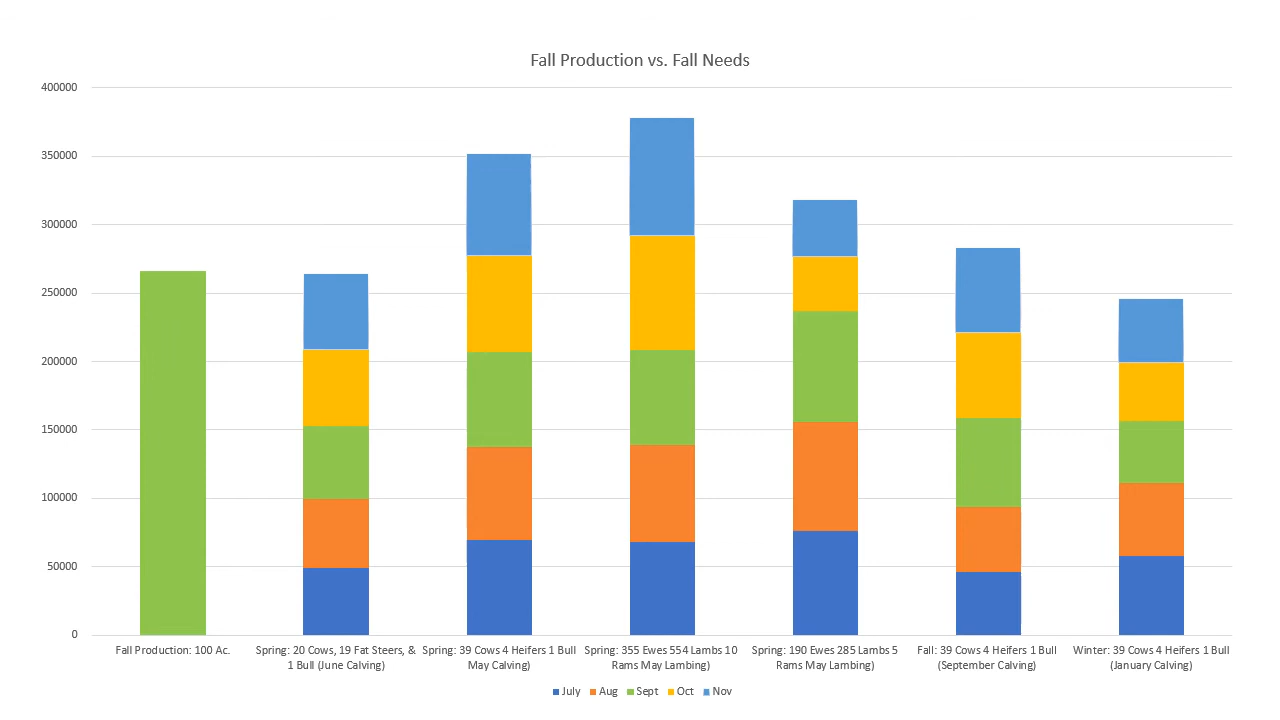 Fall Production vs. Fall Needs
400000
350000
300000
250000
200000
150000
100000
50000
0
Fall Production: 100 Ac.
Spring: 20 Cows, 19 Fat Steers, &
1 Bull (June Calving)
Spring: 39 Cows 4 Heifers 1 Bull
May Calving)
Spring: 355 Ewes 554 Lambs 10
Rams May Lambing)
Spring: 190 Ewes 285 Lambs 5
Rams May Lambing)
Fall: 39 Cows 4 Heifers 1 Bull
(September Calving)
Winter: 39 Cows 4 Heifers 1 Bull
(January Calving)
July Aug Sept Oct Nov